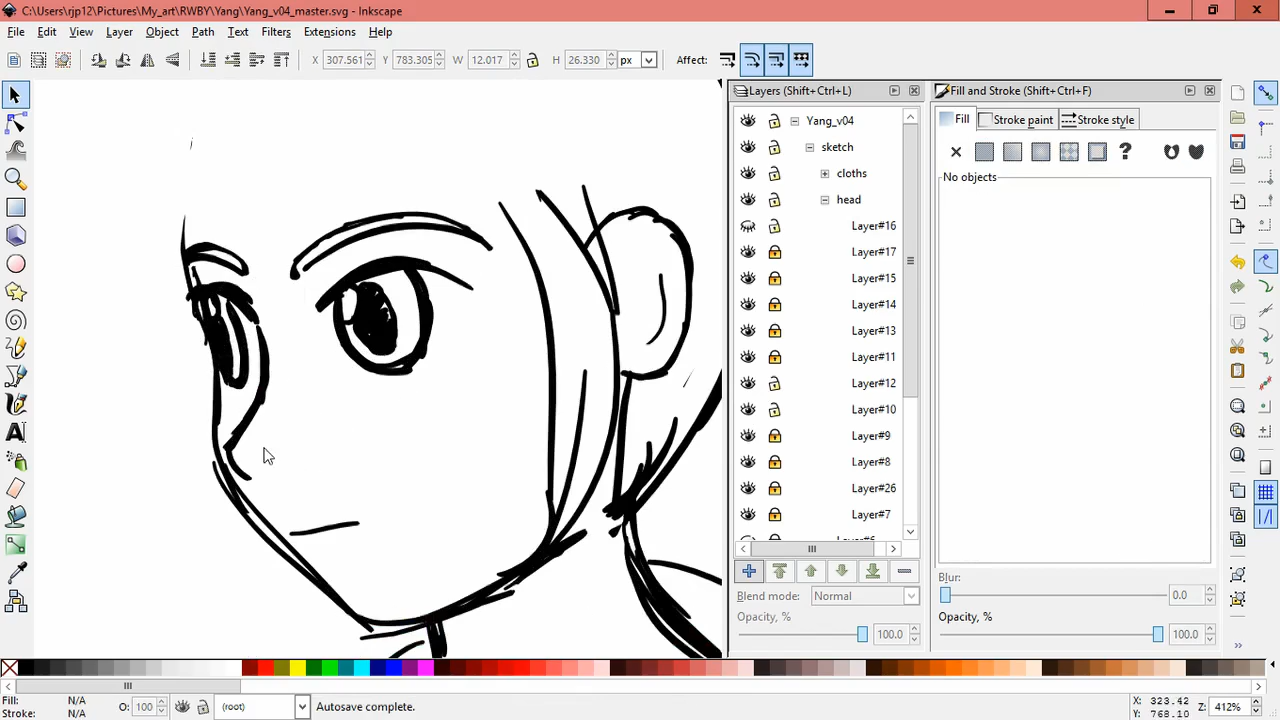 C:\Users\rjp12\Pictures\My_art\RWBY\Yang\Yang_v04_master.svg - Inkscape
File Edit View Layer Object Path Text Filters Extensions Help
X 307.561 Y 783.305 W 12.017 H 26.330 px Affect:
Layers (Shift+Ctrl+L)
Yang_v04
sketch
cloths
head
Layer#16
Layer#17
Layer#15
Layer#14
Layer#13
Layer#11
Layer#12
Layer#10
Layer#9
Layer#8
Layer#26
Layer#7
Blend mode: Normal
Opacity, % 100.0
Fill and Stroke (Shift+Ctrl+F)
Fill Stroke paint Stroke style
No objects
Blur:
0.0
Opacity, %
100.0
Fill: N/A
Stroke: N/A
O: 100
(root)
Autosave complete.
X: 323.42
Y: 768.10
Z: 412%